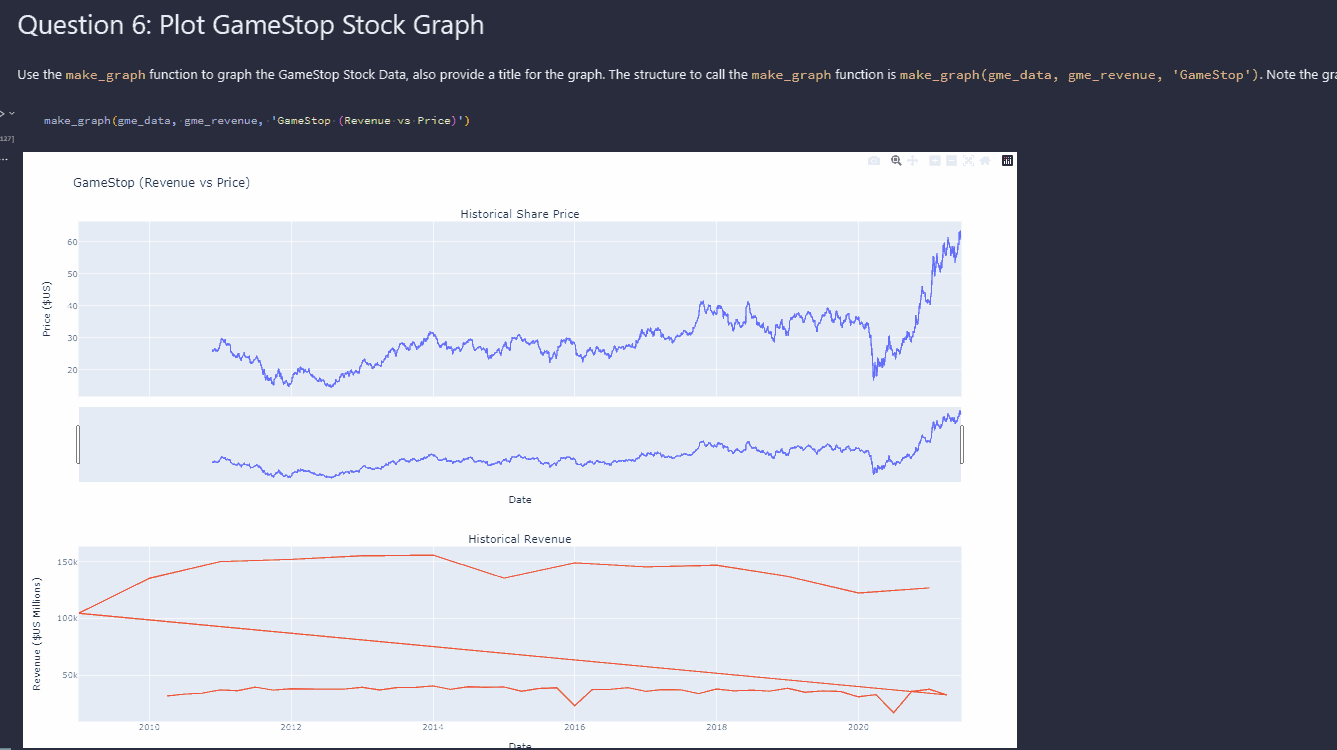 Question 6: Plot GameStop Stock Graph
Use the make_graph function to graph the GameStop Stock Data, also provide a title for the graph. The structure to call the make_graph function is make_graph(gme_data, gme_revenue, 'GameStop'). Note the gra
make_graph(gme_data, gme_revenue, 'GameStop (Revenue vs Price)')
127]
GameStop (Revenue vs Price)
Historical Share Price
60
50
40
30
20
Price ($US)
Date
Historical Revenue
150k
100k
50k
Revenue ($US Millions)
2010 2012 2014 2016 2018 2020
Date